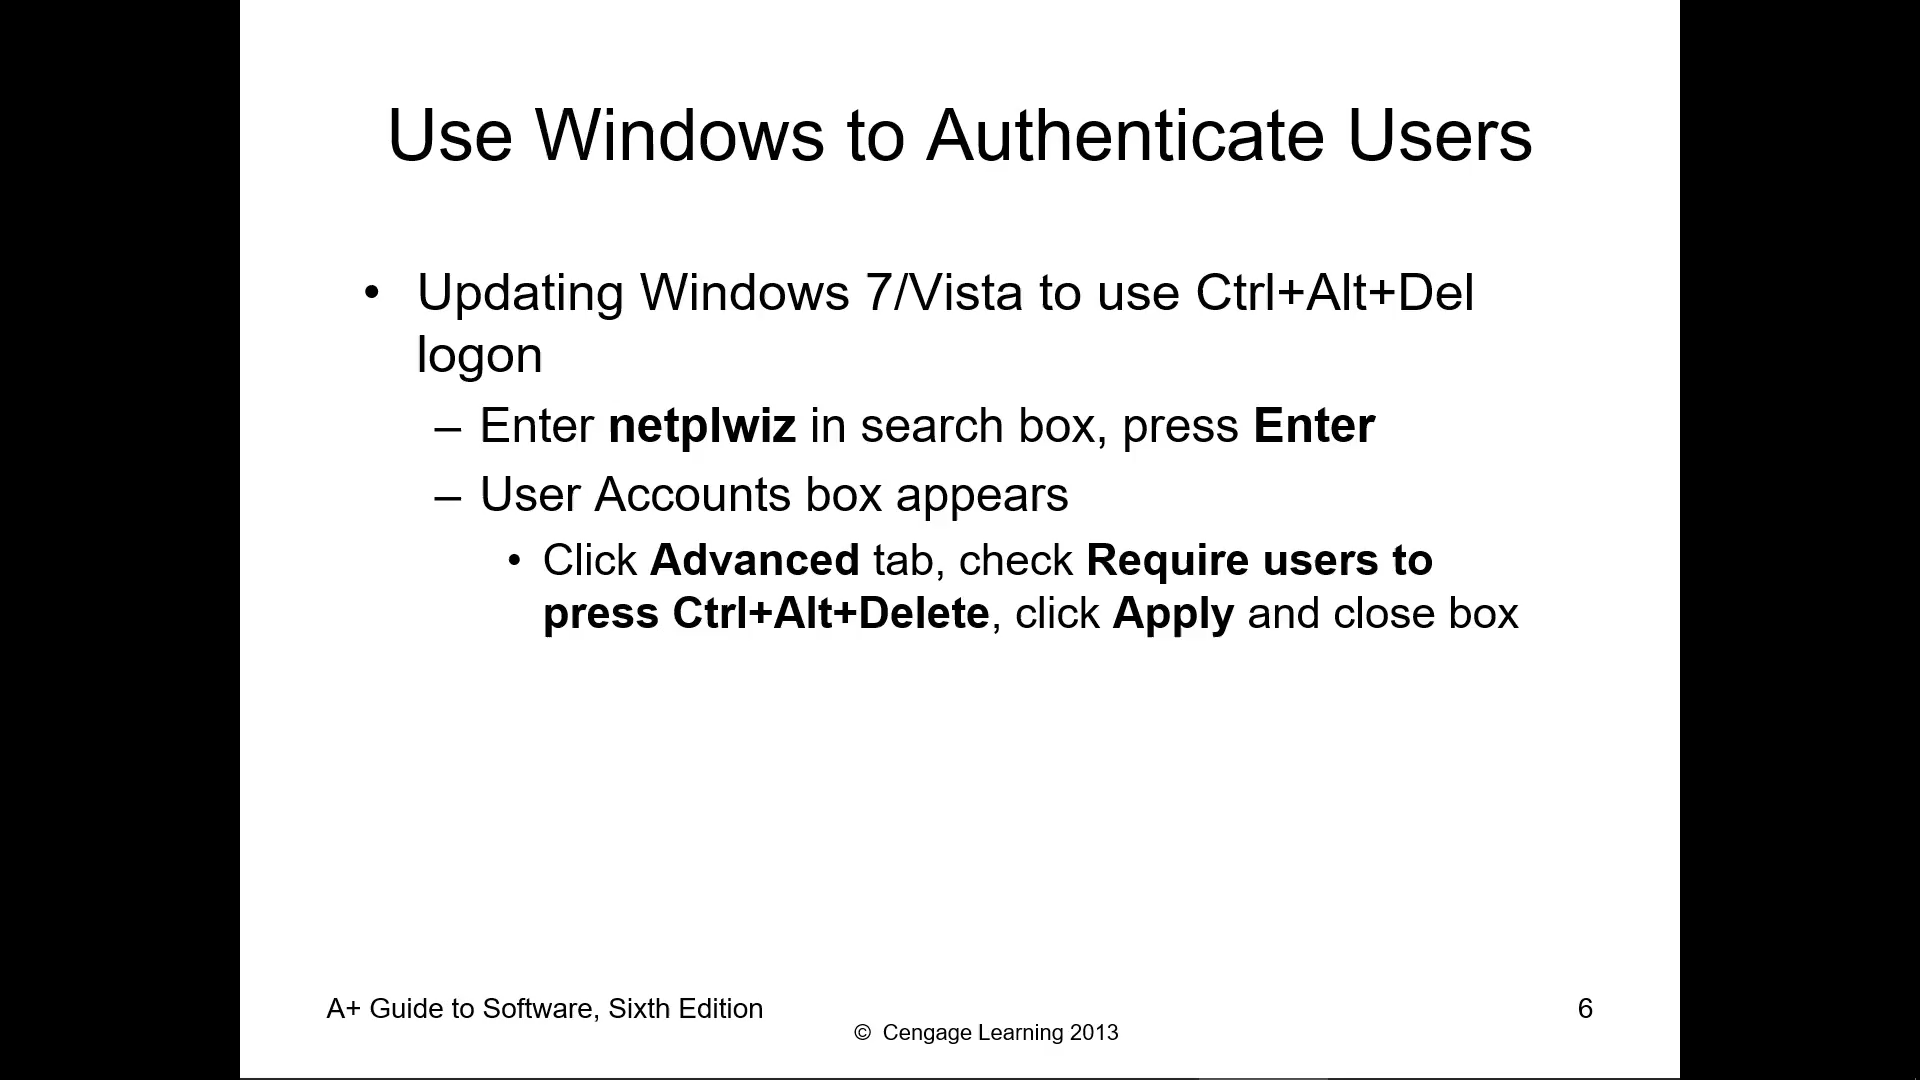 Use Windows to Authenticate Users
• Updating Windows 7/Vista to use Ctrl+Alt+Del
logon
– Enter netplwiz in search box, press Enter
– User Accounts box appears
• Click Advanced tab, check Require users to
press Ctrl+Alt+Delete, click Apply and close box
A+ Guide to Software, Sixth Edition
6
© Cengage Learning 2013